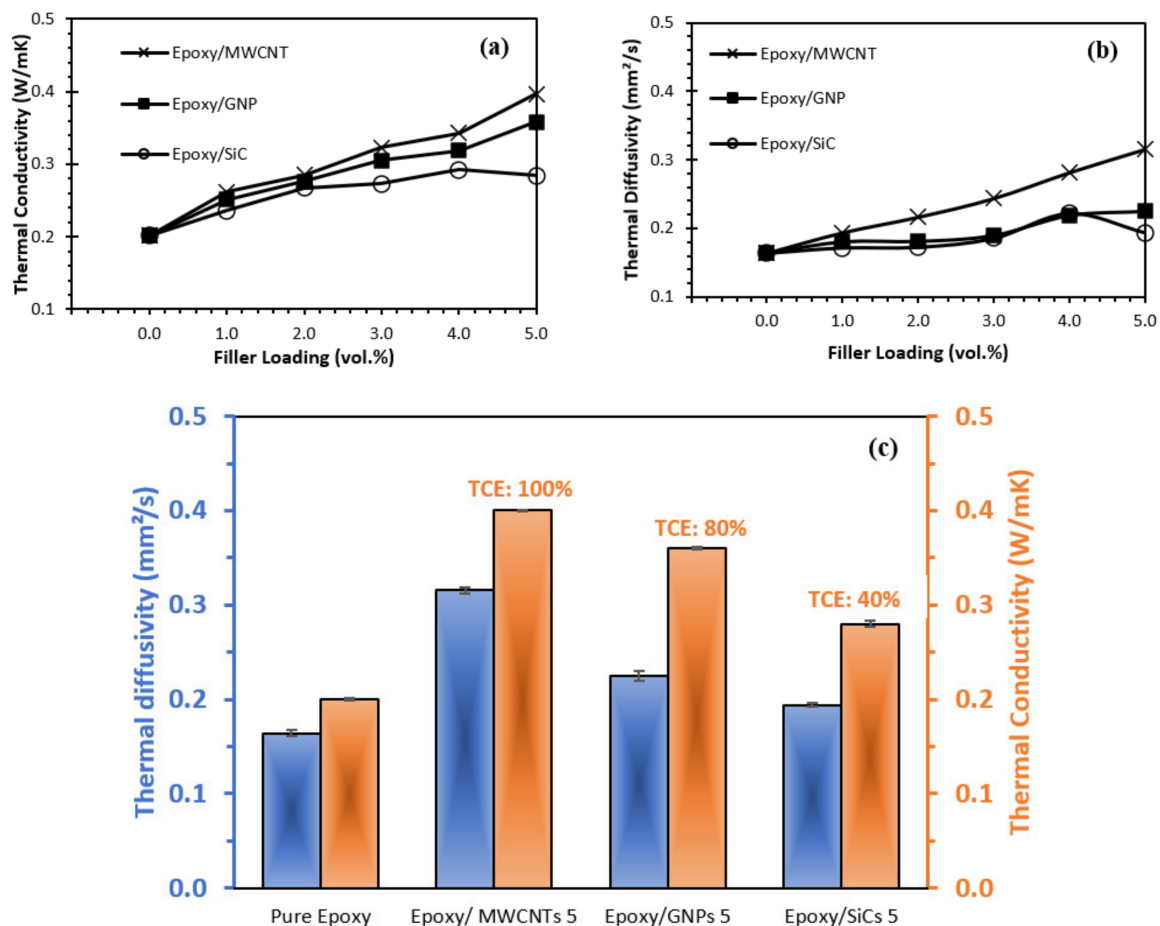 (a)
Thermal Conductivity (W/mK)
0.5
0.4
0.3
0.2
0.1
Epoxy/MWCNT
Epoxy/GNP
Epoxy/SiC
0.0 1.0 2.0 3.0 4.0 5.0
Filler Loading (vol.%)
(b)
Thermal Diffusivity (mm²/s)
0.5
0.4
0.3
0.2
0.1
Epoxy/MWCNT
Epoxy/GNP
Epoxy/SiC
0.0 1.0 2.0 3.0 4.0 5.0
Filler Loading (vol.%)
(c)
Thermal diffusivity (mm²/s)
0.5
0.4
0.3
0.2
0.1
0.0
TCE: 100%
TCE: 80%
TCE: 40%
0.5
0.4
0.3
0.2
0.1
0.0
Thermal Conductivity (W/mK)
Pure Epoxy Epoxy/ MWCNTs 5 Epoxy/GNPs 5 Epoxy/SiCs 5